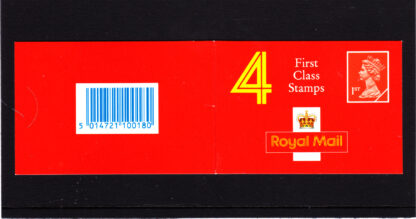 5 014721 100180
4
First
Class
Stamps
1ST
Royal Mail